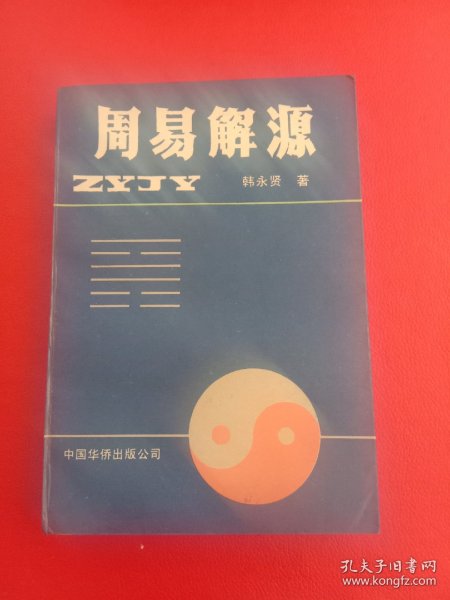 周易解源
ZYJY
韩永贤 著
中国华侨出版公司
孔夫子旧书网
www.kongfz.com